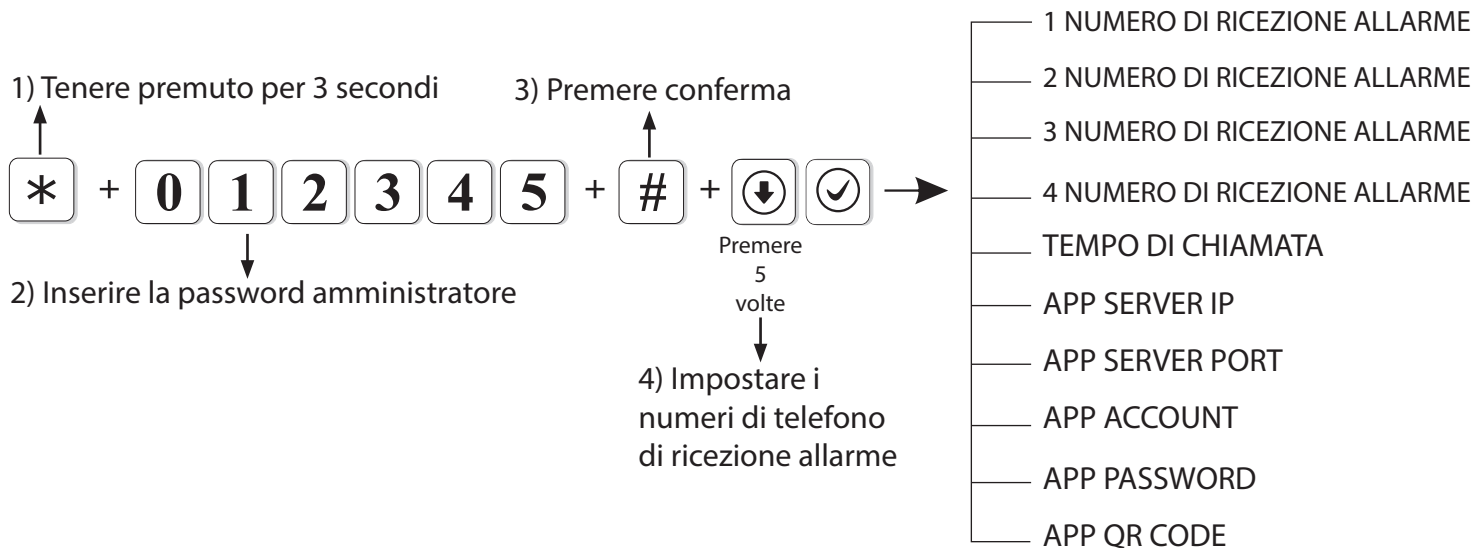 1) Tenere premuto per 3 secondi
3) Premere conferma
* + 0 1 2 3 4 5 + # +
Premere
5
volte
2) Inserire la password amministratore
4) Impostare i
numeri di telefono
di ricezione allarme
1 NUMERO DI RICEZIONE ALLARME
2 NUMERO DI RICEZIONE ALLARME
3 NUMERO DI RICEZIONE ALLARME
4 NUMERO DI RICEZIONE ALLARME
TEMPO DI CHIAMATA
APP SERVER IP
APP SERVER PORT
APP ACCOUNT
APP PASSWORD
APP QR CODE